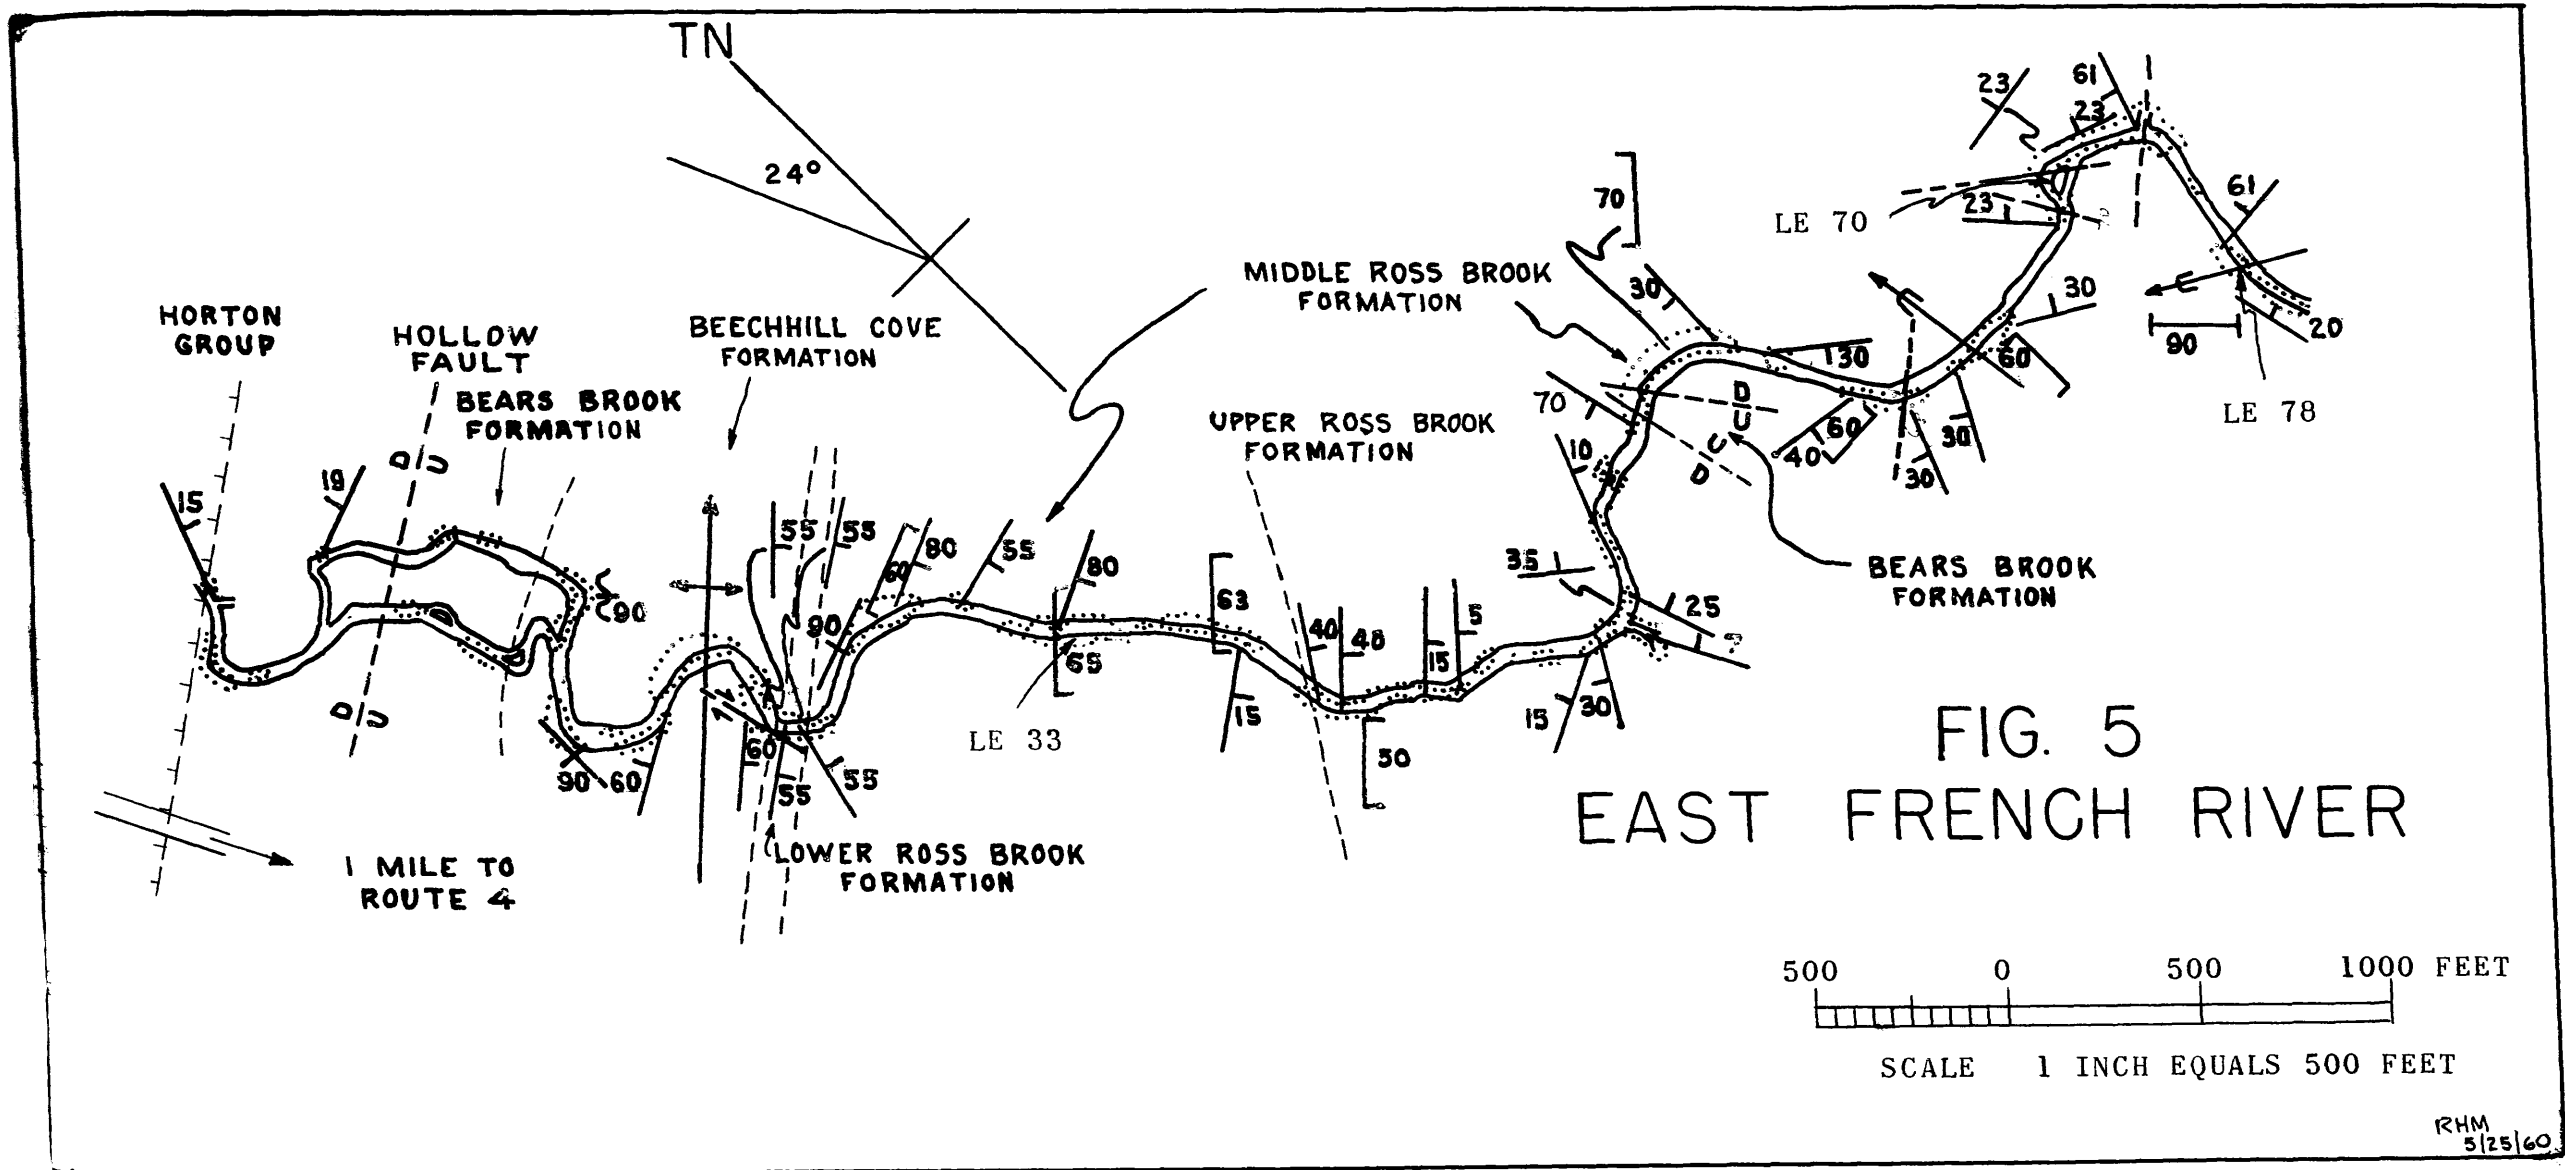 TN
24°
HORTON
GROUP
HOLLOW
FAULT
BEARS BROOK
FORMATION
BEECHHILL COVE
FORMATION
MIDDLE ROSS BROOK
FORMATION
UPPER ROSS BROOK
FORMATION
LE 70
LE 78
BEARS BROOK
FORMATION
LE 33
LOWER ROSS BROOK
FORMATION
1 MILE TO
ROUTE 4
15
19
D U
D U
90
90
60
60
55
55
55
55
90
60
80
55
80
65
63
15
40
48
50
15
5
15
30
35
25
10
70
70
30
30
D
U
U
D
40
60
30
30
60
30
23
23
23
61
61
90
20
FIG. 5
EAST FRENCH RIVER
500 0 500 1000 FEET
SCALE 1 INCH EQUALS 500 FEET
RHM
5/25/60